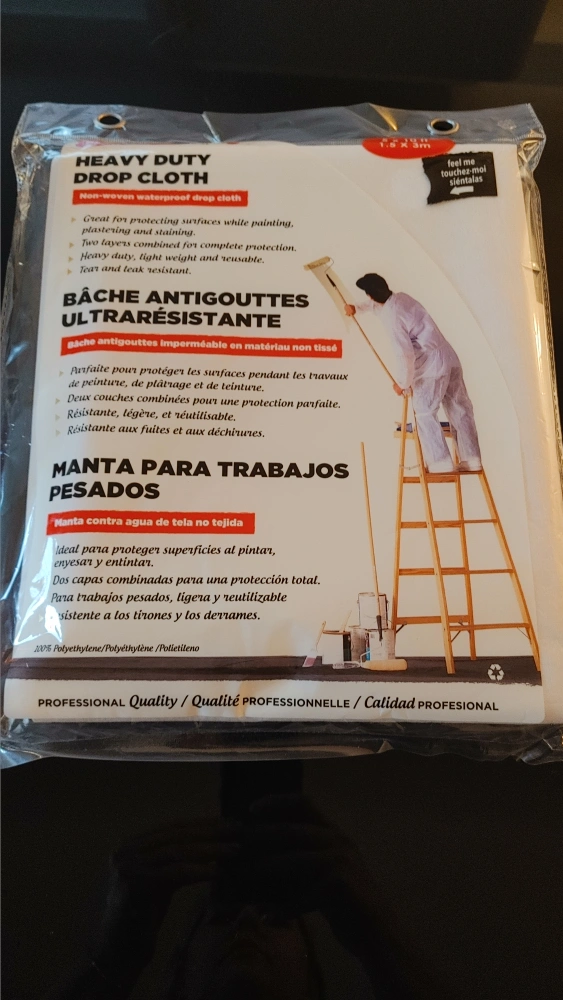 1.5 X 3m
feel me
touchez-moi
siéntalas
HEAVY DUTY
DROP CLOTH
Non-woven waterproof drop cloth
Great for protecting surfaces while painting,
plastering and staining.
Two layers combined for complete protection.
Heavy duty, light weight and reusable.
Tear and leak resistant.
BÂCHE ANTIGOUTTES
ULTRARÉSISTANTE
Bâche antigouttes imperméable en matériau non tissé
Parfaite pour protéger les surfaces pendant les travaux
de peinture, de plâtrage et de teinture.
Deux couches combinées pour une protection parfaite.
Résistante, légère, et réutilisable.
Résistante aux fuites et aux déchirures.
MANTA PARA TRABAJOS
PESADOS
Manta contra agua de tela no tejida
Ideal para proteger superficies al pintar,
enyesar y entintar.
Dos capas combinadas para una protección total.
Para trabajos pesados, ligera y reutilizable
sistente a los tirones y los derrames.
100% Polyethylene/Polyéthylène /Polietileno
PROFESSIONAL Quality / Qualité PROFESSIONNELLE / Calidad PROFESIONAL